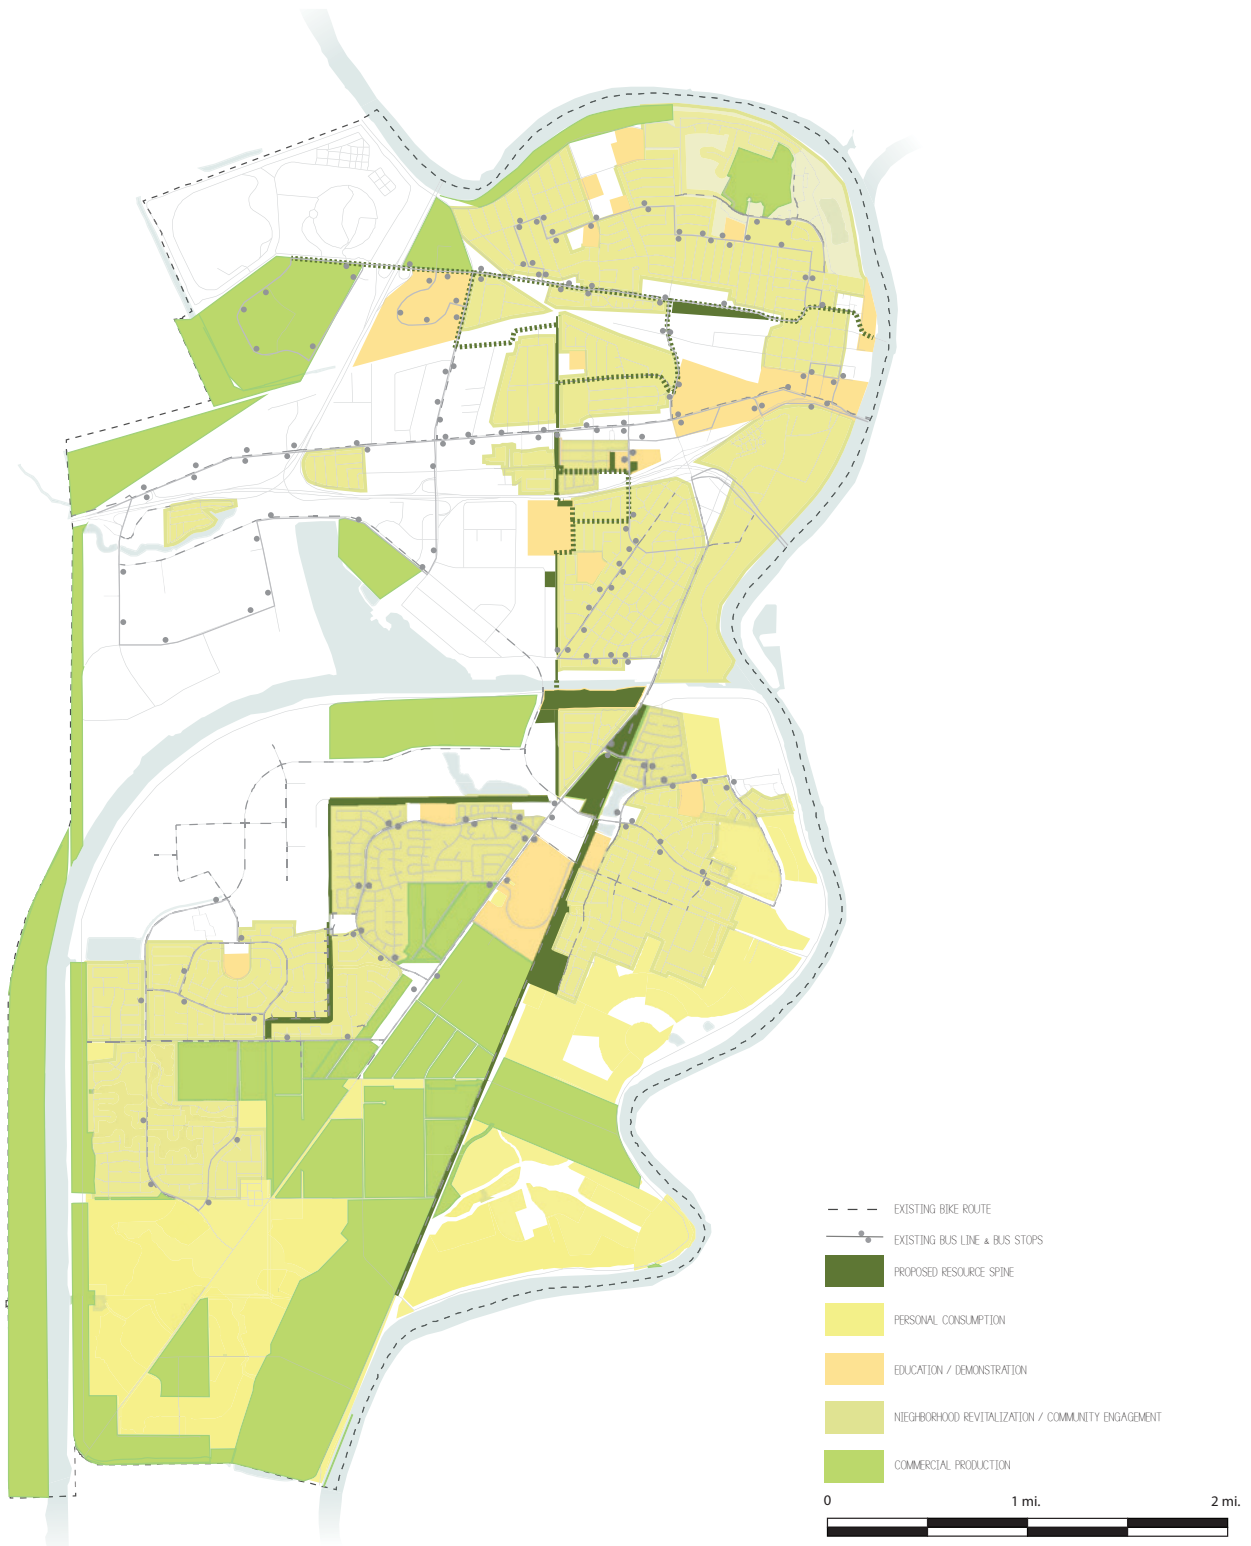 EXISTING BIKE ROUTE
EXISTING BUS LINE & BUS STOPS
PROPOSED RESOURCE SPINE
PERSONAL CONSUMPTION
EDUCATION / DEMONSTRATION
NIEGHBORHOOD REVITALIZATION / COMMUNITY ENGAGEMENT
COMMERCIAL PRODUCTION
0 1 mi. 2 mi.